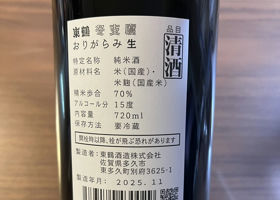 東鶴 冬支度
おりがらみ 生
品目
清酒
特定名称 純米酒
原材料名 米(国産)・
米麹(国産米)
精米歩合 70%
アルコール分 15度
内容量 720ml
保存方法 要冷蔵
開栓時以降、栓が飛ぶ恐れがあります
製造者 東鶴酒造株式会社
佐賀県多久市
東多久町別府3625-1
製造年月 2025.11